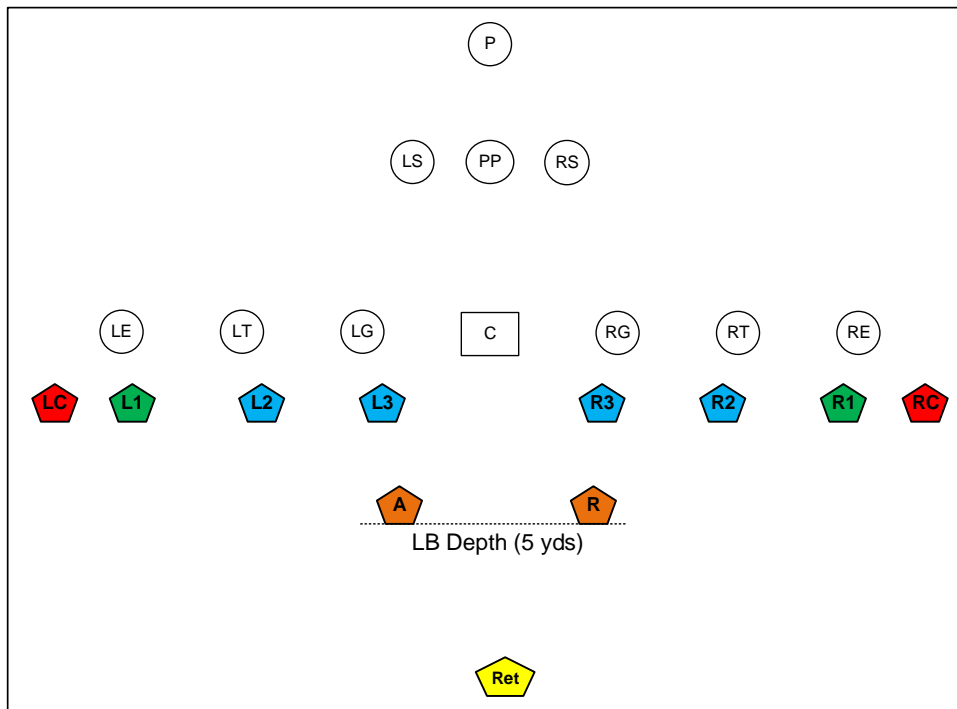 P
LS PP RS
LE LT LG C RG RT RE
LC L1 L2 L3 R3 R2 R1 RC
A R
LB Depth (5 yds)
Ret